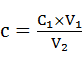 c = C₁×V₁ / V₂